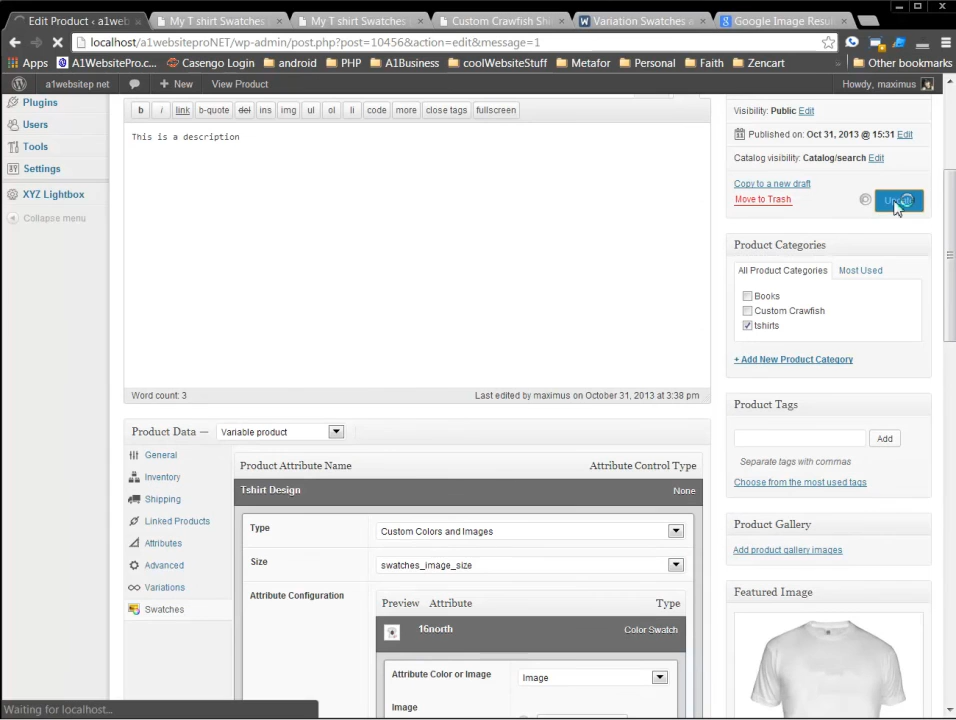 Edit Product ‹ a1web
My T shirt Swatches
My T shirt Swatches
Custom Crawfish Sh
Variation Swatches
Google Image Resul
localhost/a1websiteproNET/wp-admin/post.php?post=10456&action=edit&message=1
Apps
A1WebsitePro.c...
Casengo Login
android
PHP
A1Business
coolWebsiteStuff
Metafor
Personal
Faith
Zencart
Other bookmarks
a1websitep net
+ New
View Product
Howdy, maximus
Plugins
Users
Tools
Settings
XYZ Lightbox
Collapse menu
b
i
link
b-quote
del
ins
img
ul
ol
li
code
more
close tags
fullscreen
This is a description
Word count: 3
Last edited by maximus on October 31, 2013 at 3:38 pm
Visibility: Public Edit
Published on: Oct 31, 2013 @ 15:31 Edit
Catalog visibility: Catalog/search Edit
Copy to a new draft
Move to Trash
Product Categories
All Product Categories
Most Used
Books
Custom Crawfish
tshirts
+ Add New Product Category
Product Tags
Add
Separate tags with commas
Choose from the most used tags
Product Gallery
Add product gallery images
Featured Image
Product Data —
Variable product
General
Inventory
Shipping
Linked Products
Attributes
Advanced
Variations
Swatches
Product Attribute Name
Attribute Control Type
Tshirt Design
None
Type
Custom Colors and Images
Size
swatches_image_size
Attribute Configuration
Preview
Attribute
Type
16north
Color Swatch
Attribute Color or Image
Image
Image
Waiting for localhost...